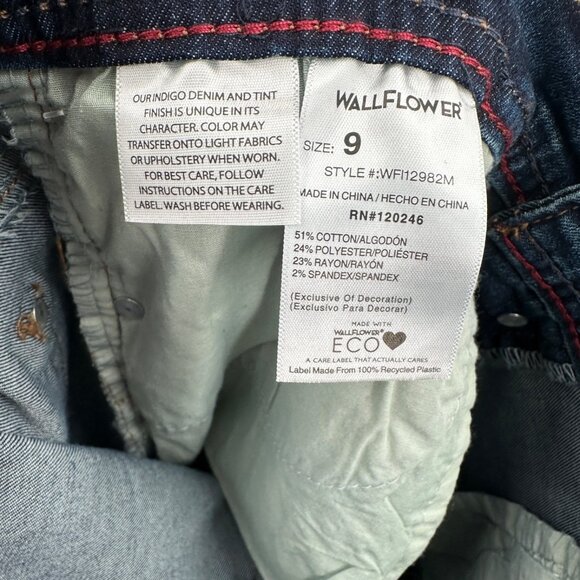 OUR INDIGO DENIM AND TINT
FINISH IS UNIQUE IN ITS
CHARACTER. COLOR MAY
TRANSFER ONTO LIGHT FABRICS
OR UPHOLSTERY WHEN WORN.
FOR BEST CARE, FOLLOW
INSTRUCTIONS ON THE CARE
LABEL. WASH BEFORE WEARING.
WALLFLOWER®
SIZE: 9
STYLE #:WFI12982M
MADE IN CHINA / HECHO EN CHINA
RN#120246
51% COTTON/ALGODÓN
24% POLYESTER/POLIÉSTER
23% RAYON/RAYÓN
2% SPANDEX/SPANDEX
(Exclusive Of Decoration)
(Exclusivo Para Decorar)
MADE WITH
WALLFLOWER®
ECO
A CARE LABEL THAT ACTUALLY CARES
Label Made From 100% Recycled Plastic